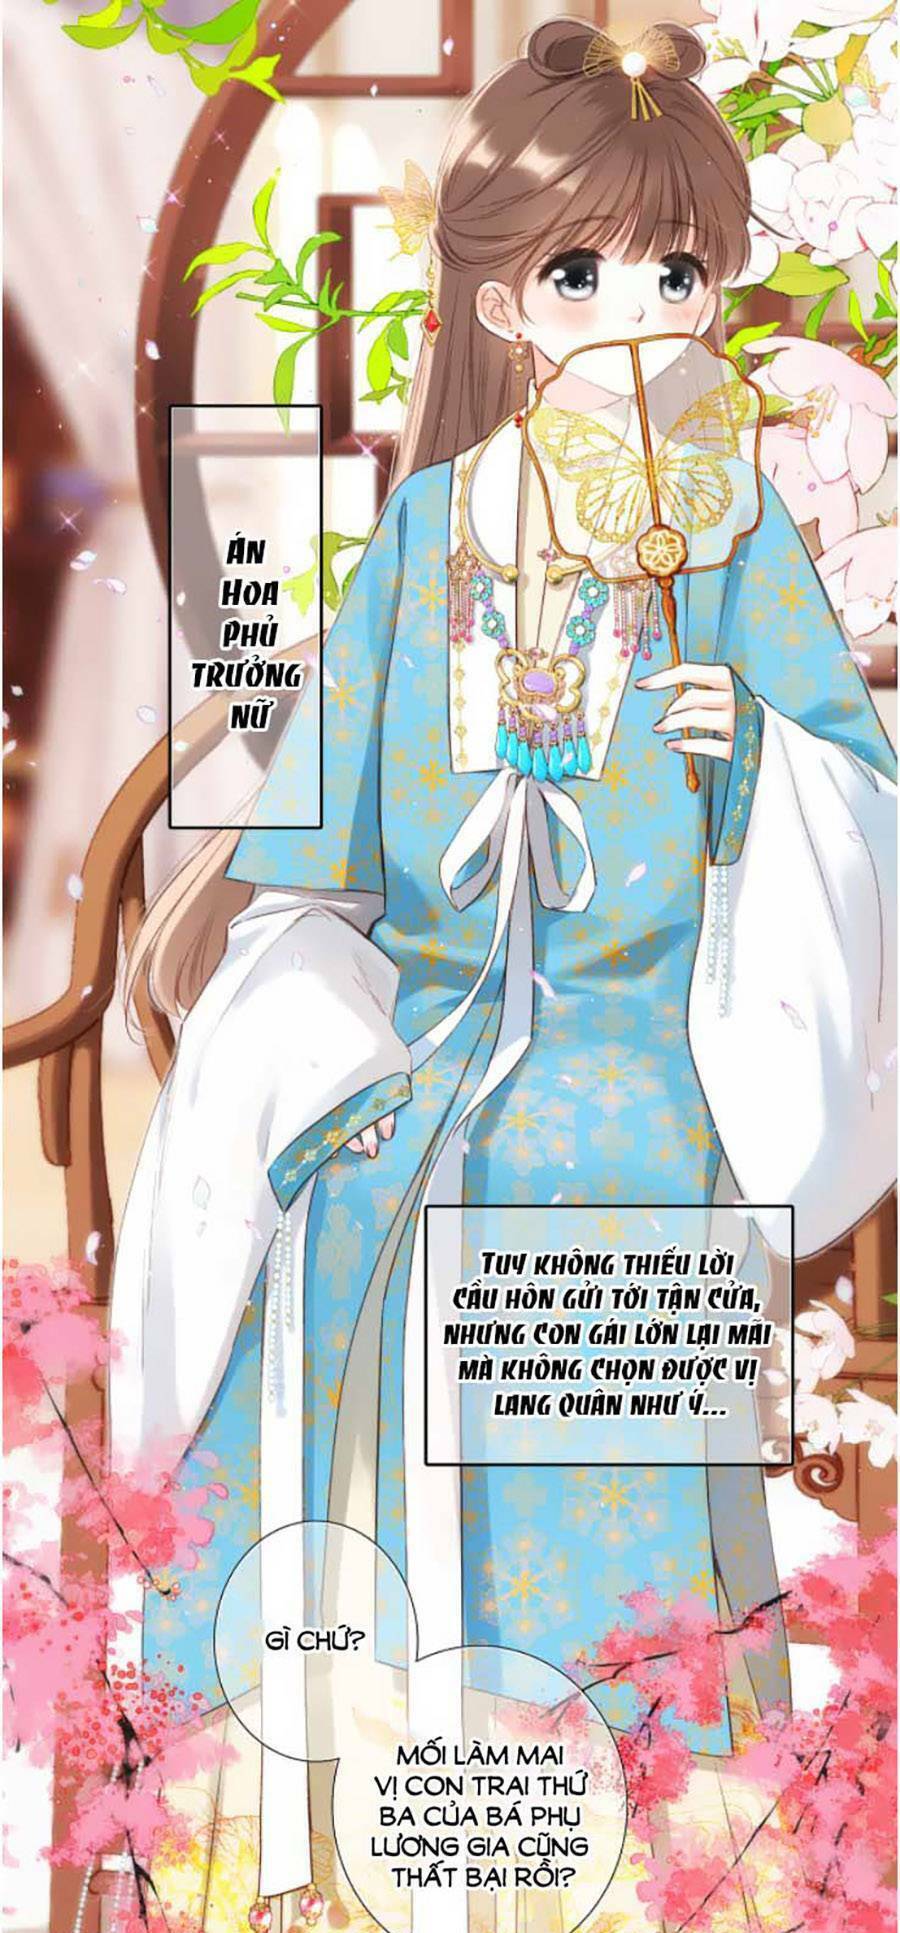 ÁN
HOA
PHỦ
TRƯỞNG
NỮ
TUY KHÔNG THIẾU LỜI
CẦU HÔN GỬI TỚI TẬN CỬA,
NHƯNG CON GÁI LỚN LẠI MÃI
MÀ KHÔNG CHỌN ĐƯỢC VỊ
LANG QUÂN NHƯ Ý...
GÌ CHỨ?
MỐI LÀM MAI
VỊ CON TRAI THỨ
BA CỦA BÁ PHỤ
LƯƠNG GIA CŨNG
THẤT BẠI RỒI?